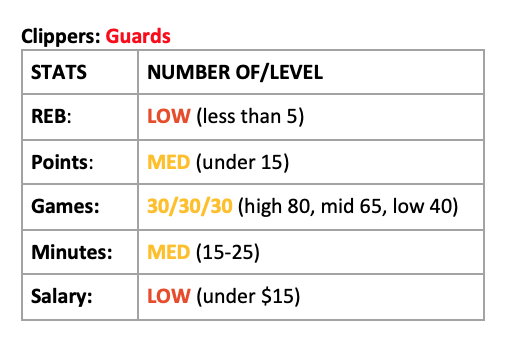 Clippers: Guards
STATS NUMBER OF/LEVEL
REB: LOW (less than 5)
Points: MED (under 15)
Games: 30/30/30 (high 80, mid 65, low 40)
Minutes: MED (15-25)
Salary: LOW (under $15)